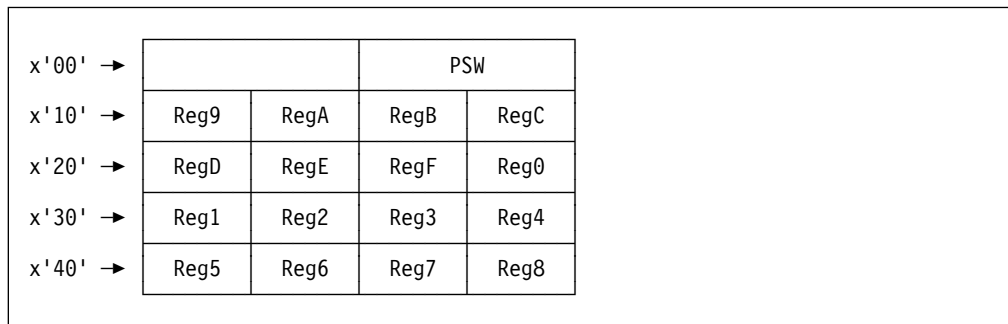 x'00' → PSW
x'10' → Reg9 RegA RegB RegC
x'20' → RegD RegE RegF Reg0
x'30' → Reg1 Reg2 Reg3 Reg4
x'40' → Reg5 Reg6 Reg7 Reg8